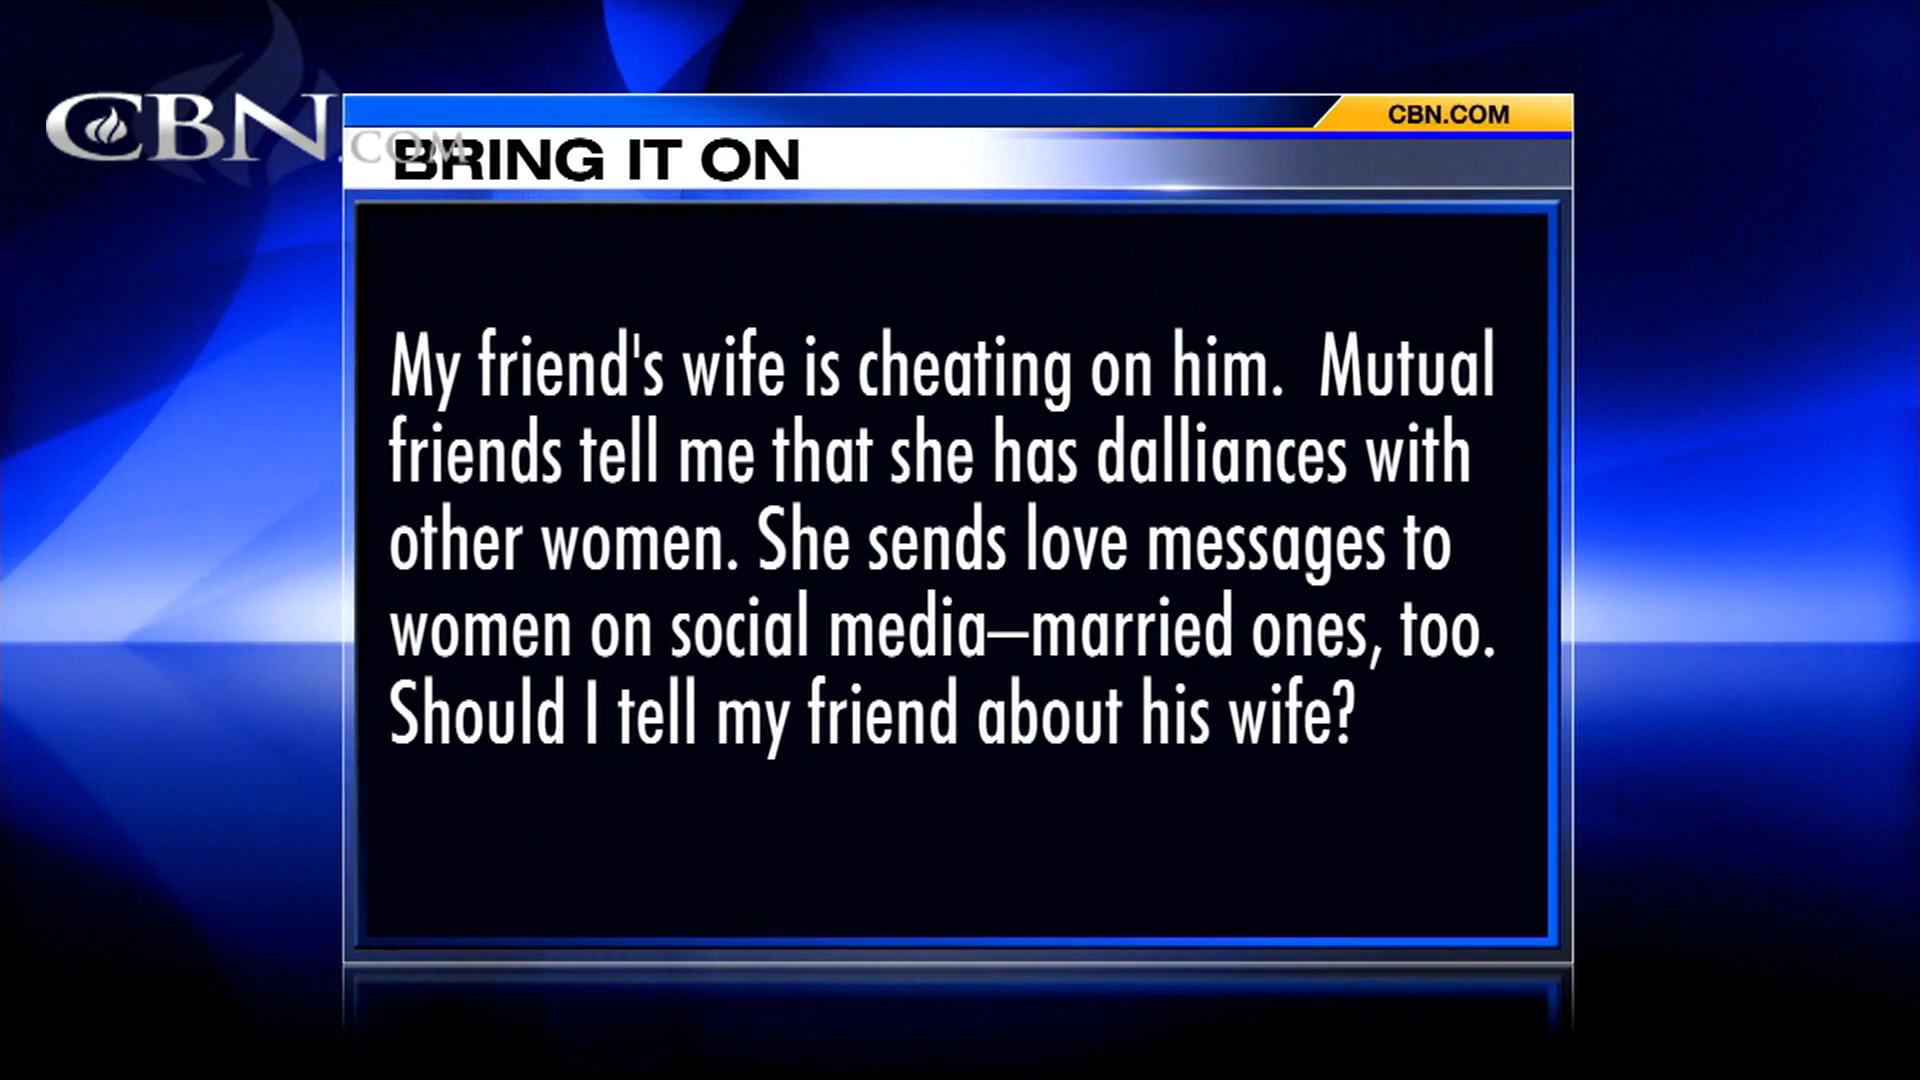 CBN.COM
CBN.COM
BRING IT ON
My friend's wife is cheating on him.  Mutual
friends tell me that she has dalliances with
other women. She sends love messages to
women on social media—married ones, too.
Should I tell my friend about his wife?